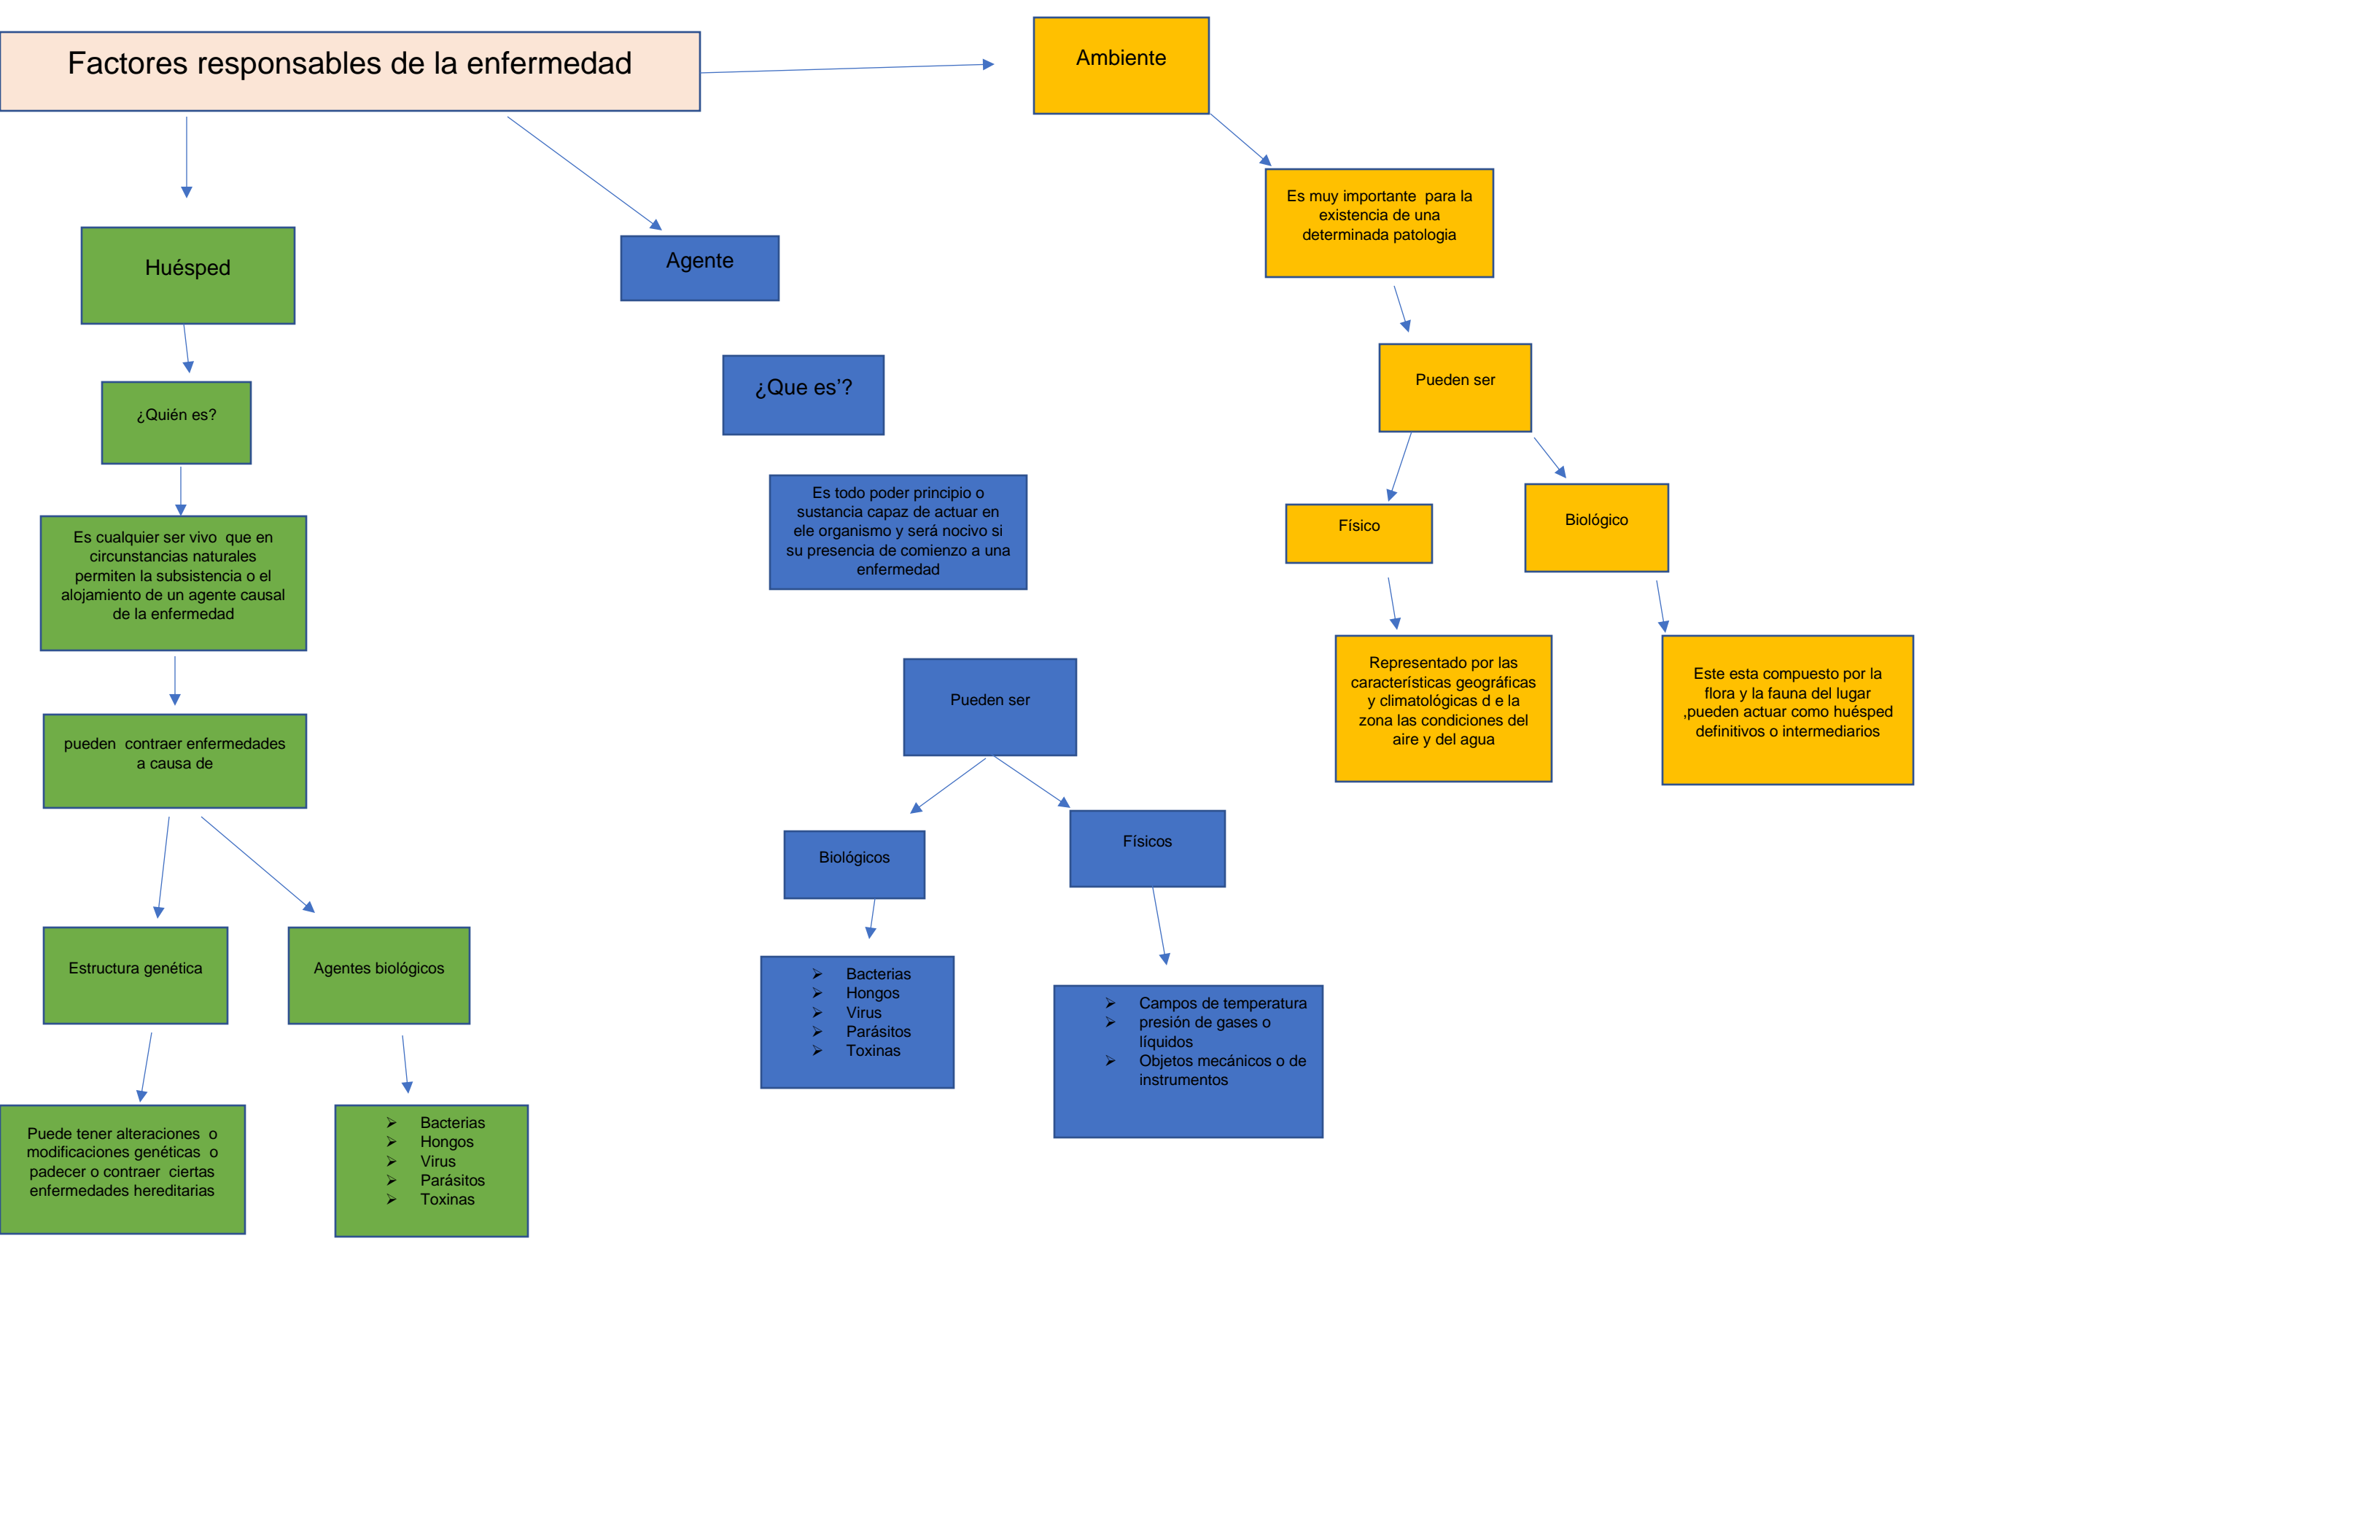 Factores responsables de la enfermedad
Ambiente
Es muy importante  para la
existencia de una
determinada patologia
Huésped
Agente
¿Quién es?
¿Que es’?
Pueden ser
Es cualquier ser vivo  que en
circunstancias naturales
permiten la subsistencia o el
alojamiento de un agente causal
de la enfermedad
Es todo poder principio o
sustancia capaz de actuar en
ele organismo y será nocivo si
su presencia de comienzo a una
enfermedad
Físico
Biológico
Representado por las
características geográficas
y climatológicas d e la
zona las condiciones del
aire y del agua
Este esta compuesto por la
flora y la fauna del lugar
,pueden actuar como huésped
definitivos o intermediarios
pueden  contraer enfermedades
a causa de
Pueden ser
Biológicos
Físicos
Estructura genética
Agentes biológicos
➢ Bacterias
➢ Hongos
➢ Virus
➢ Parásitos
➢ Toxinas
➢ Campos de temperatura
➢ presión de gases o
líquidos
➢ Objetos mecánicos o de
instrumentos
Puede tener alteraciones  o
modificaciones genéticas  o
padecer o contraer  ciertas
enfermedades hereditarias
➢ Bacterias
➢ Hongos
➢ Virus
➢ Parásitos
➢ Toxinas